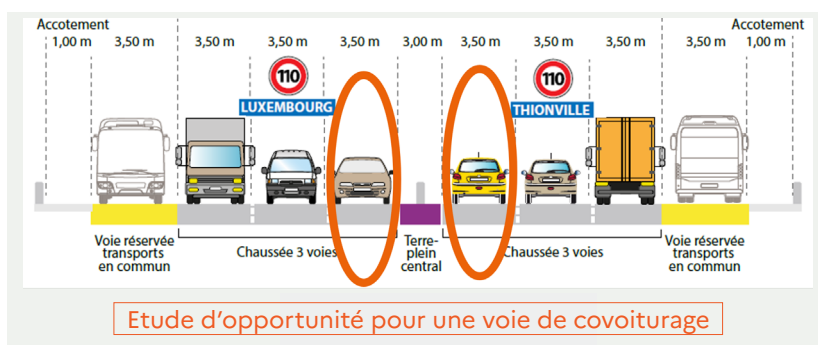 Accotement Accotement
1,00 m 3,50 m 3,50 m 3,50 m 3,50 m 3,00 m 3,50 m 3,50 m 3,50 m 3,50 m 1,00 m
110 110
LUXEMBOURG THIONVILLE
Voie réservée
transports
en commun
Chaussée 3 voies
Terre-
plein
central
Chaussée 3 voies
Voie réservée
transports
en commun
Etude d'opportunité pour une voie de covoiturage